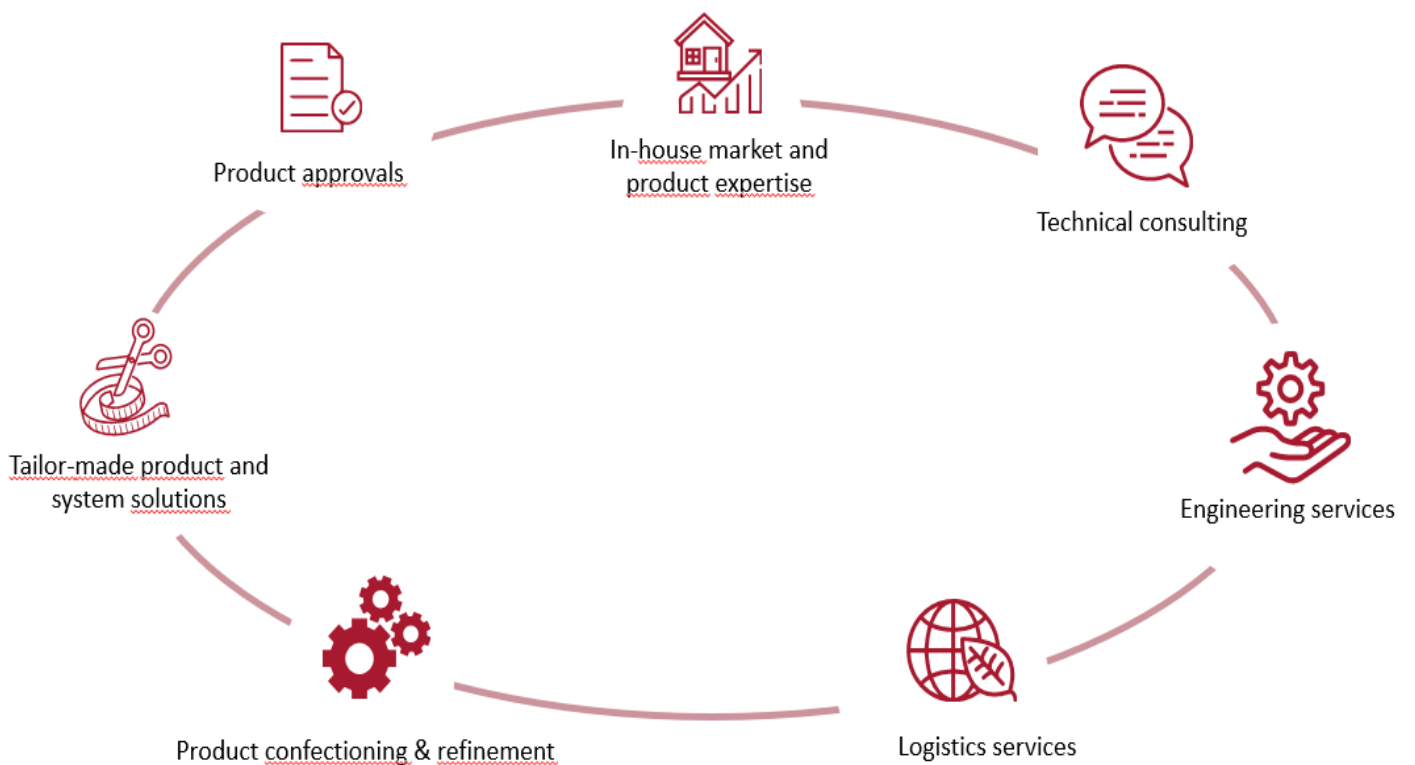 In-house market and
product expertise
Product approvals
Technical consulting
Tailor-made product and
system solutions
Engineering services
Product confectioning & refinement
Logistics services